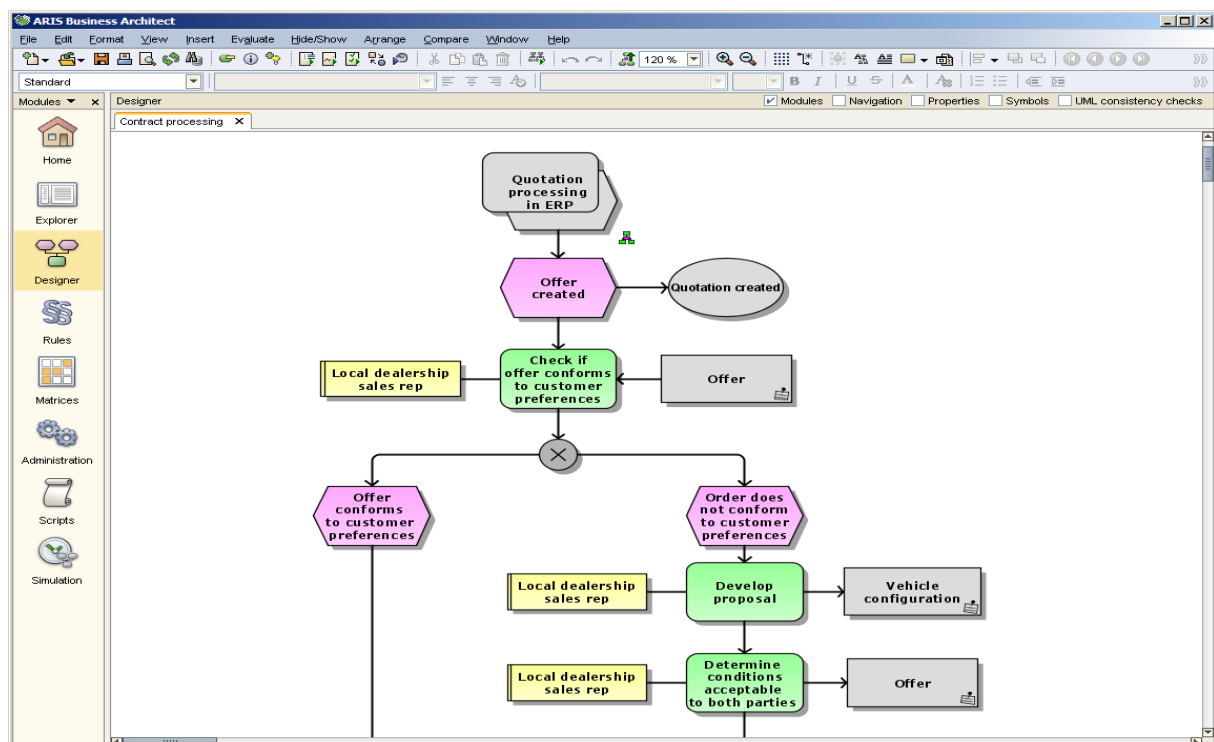 ARIS Business Architect
File Edit Format View Insert Evaluate Hide/Show Arrange Compare Window Help
120 %
Standard
B I U S A
Modules
Designer
Modules Navigation Properties Symbols UML consistency checks
Contract processing
Home
Explorer
Designer
Rules
Matrices
Administration
Scripts
Simulation
Quotation
processing
in ERP
Offer
created
Quotation created
Local dealership
sales rep
Check if
offer conforms
to customer
preferences
Offer
Offer
conforms
to customer
preferences
Order does
not conform
to customer
preferences
Local dealership
sales rep
Develop
proposal
Vehicle
configuration
Local dealership
sales rep
Determine
conditions
acceptable
to both parties
Offer